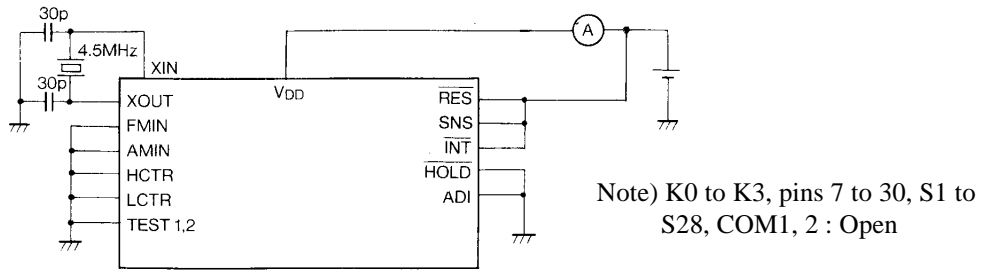 30p
4.5MHz
30p
XIN
XOUT
FMIN
AMIN
HCTR
LCTR
TEST 1,2
VDD
A
RES
SNS
INT
HOLD
ADI
Note) K0 to K3, pins 7 to 30, S1 to
S28, COM1, 2 : Open